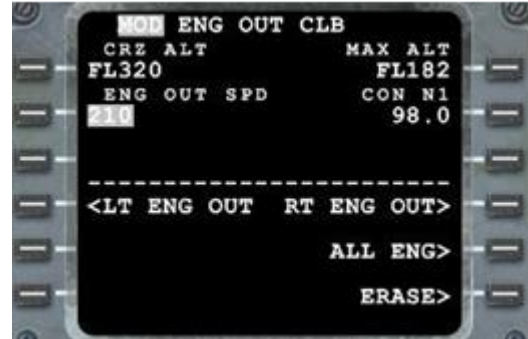 MOD ENG OUT CLB
CRZ ALT MAX ALT
FL320 FL182
ENG OUT SPD CON N1
210 98.0
------------------------
<LT ENG OUT RT ENG OUT>
ALL ENG>
ERASE>